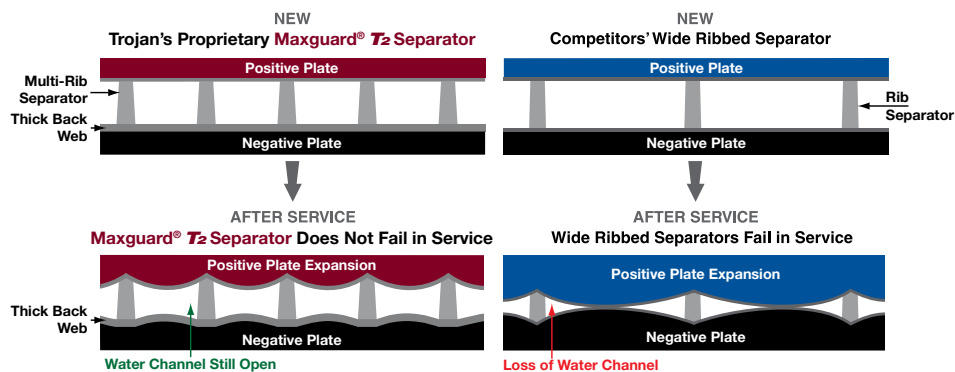 NEW
Trojan's Proprietary Maxguard® T2 Separator
Positive Plate
Multi-Rib
Separator
Thick Back
Web
Negative Plate
AFTER SERVICE
Maxguard® T2 Separator Does Not Fail in Service
Positive Plate Expansion
Thick Back
Web
Negative Plate
Water Channel Still Open
NEW
Competitors' Wide Ribbed Separator
Positive Plate
Rib
Separator
Negative Plate
AFTER SERVICE
Wide Ribbed Separators Fail in Service
Positive Plate Expansion
Negative Plate
Loss of Water Channel